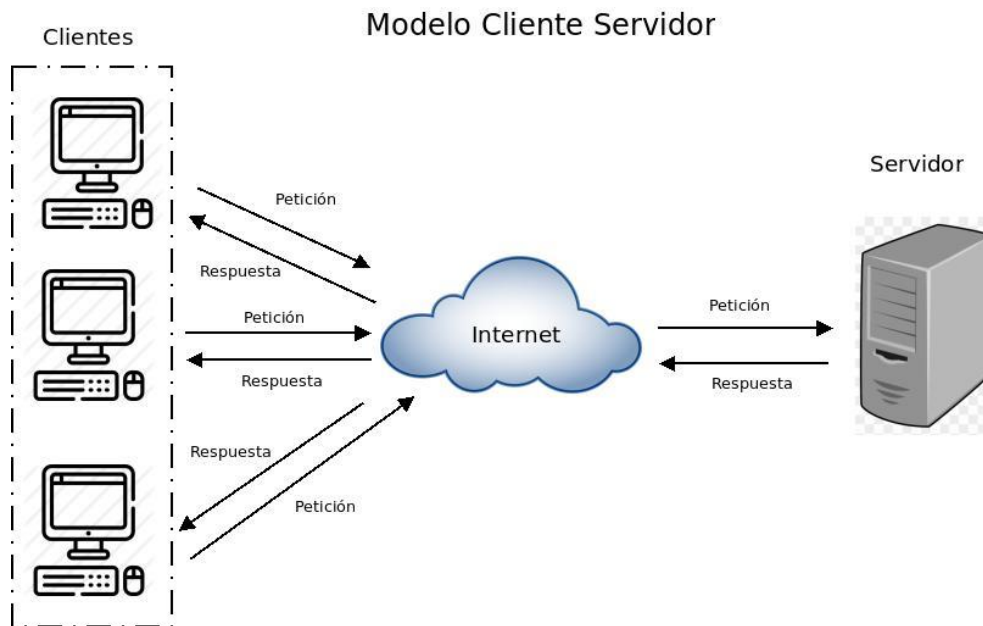 Modelo Cliente Servidor
Clientes
Servidor
Petición
Respuesta
Petición
Respuesta
Respuesta
Petición
Internet
Petición
Respuesta